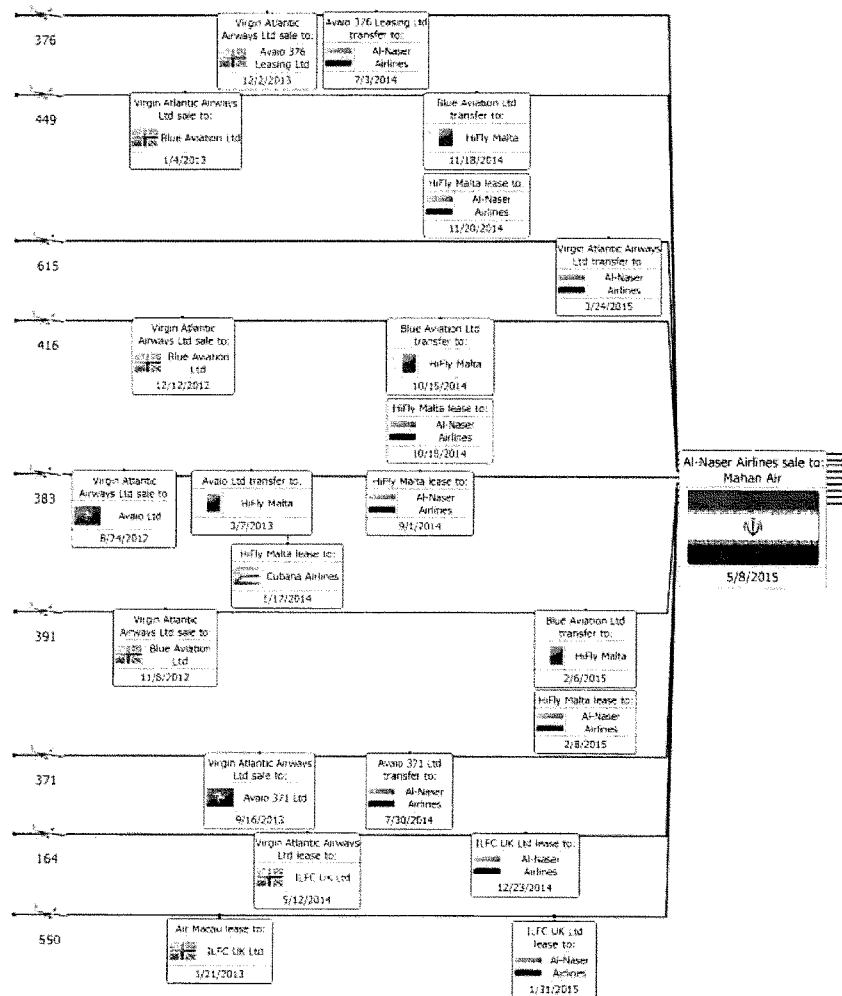 376
Virgin Atlantic
Airways Ltd sale to:
Avaio 376
Leasing Ltd
12/2/2013
Avaio 376 Leasing Ltd
transfer to:
Al-Naser
Airlines
7/3/2014
449
Virgin Atlantic Airways
Ltd sale to:
Blue Aviation Ltd
1/4/2013
Blue Aviation Ltd
transfer to:
HiFly Malta
11/18/2014
HiFly Malta lease to:
Al-Naser
Airlines
11/20/2014
615
Virgin Atlantic Airways
Ltd transfer to
Al-Naser
Airlines
3/24/2015
416
Virgin Atlantic
Airways Ltd sale to:
Blue Aviation
Ltd
12/12/2012
Blue Aviation Ltd
transfer to:
HiFly Malta
10/15/2014
HiFly Malta lease to:
Al-Naser
Airlines
10/18/2014
383
Virgin Atlantic
Airways Ltd sale to
Avaio Ltd
8/24/2012
Avaio Ltd transfer to.
HiFly Malta
3/7/2013
HiFly Malta lease to:
Cubana Airlines
1/17/2014
HiFly Malta lease to:
Al-Naser
Airlines
9/1/2014
Al-Naser Airlines sale to:
Mahan Air
5/8/2015
391
Virgin Atlantic
Airways Ltd sale to:
Blue Aviation
Ltd
11/8/2012
Blue Aviation Ltd
transfer to:
HiFly Malta
2/6/2015
HiFly Malta lease to:
Al-Naser
Airlines
2/8/2015
371
Virgin Atlantic Airways
Ltd sale to:
Avaio 371 Ltd
9/16/2013
Avaio 371 Ltd
transfer to:
Al-Naser
Airlines
7/30/2014
164
Virgin Atlantic Airways
Ltd lease to:
ILFC UK Ltd
5/12/2014
ILFC UK Ltd lease to:
Al-Naser
Airlines
12/23/2014
550
Air Macau lease to:
ILFC UK Ltd
3/21/2013
ILFC UK Ltd
lease to:
Al-Naser
Airlines
1/31/2015